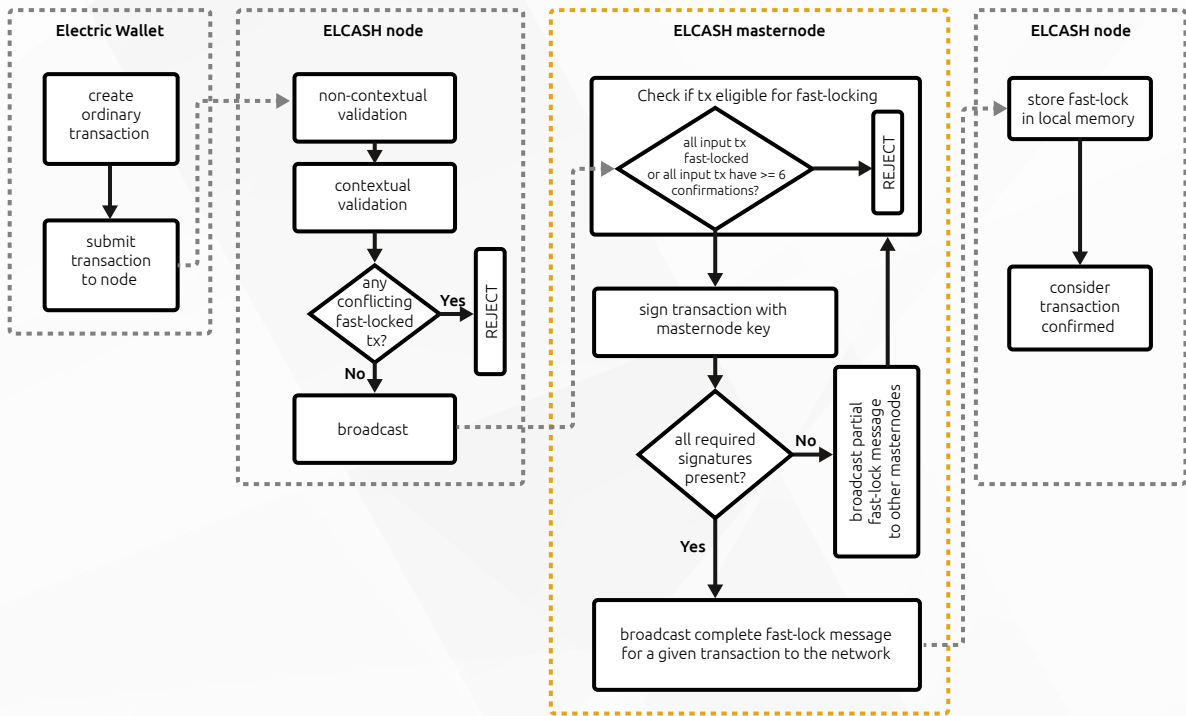 Electric Wallet
create
ordinary
transaction
submit
transaction
to node
ELCASH node
non-contextual
validation
contextual
validation
any
conflicting
fast-locked
tx?
Yes
REJECT
No
broadcast
ELCASH masternode
Check if tx eligible for fast-locking
all input tx
fast-locked
or all input tx have >= 6
confirmations?
REJECT
sign transaction with
masternode key
all required
signatures
present?
No
broadcast partial
fast-lock message
to other masternodes
Yes
broadcast complete fast-lock message
for a given transaction to the network
ELCASH node
store fast-lock
in local memory
consider
transaction
confirmed